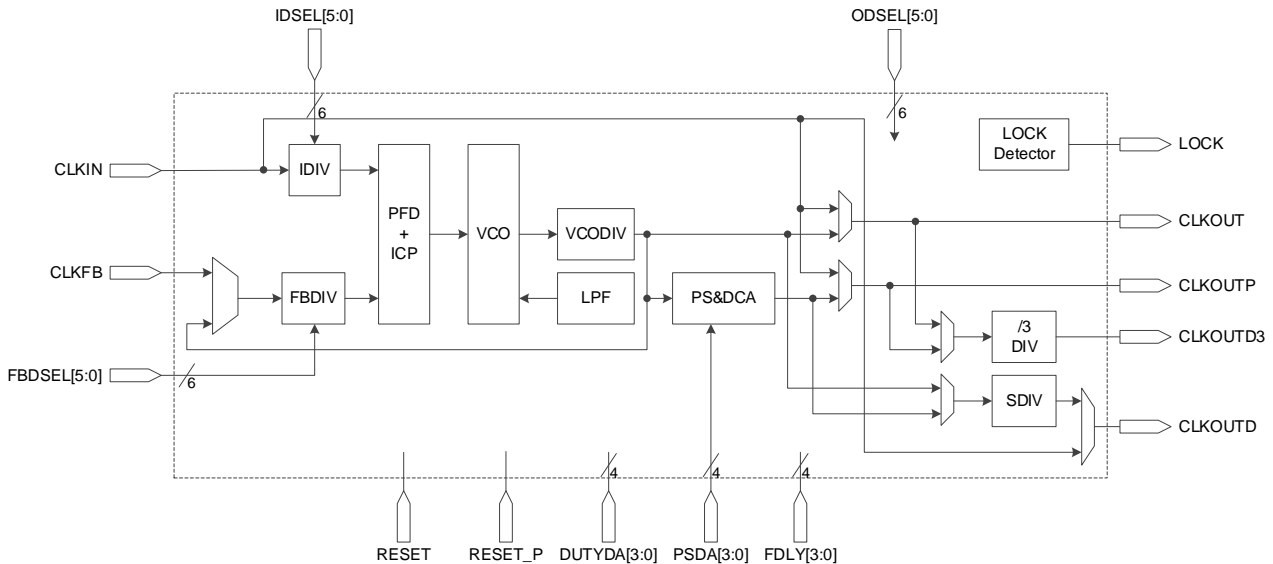 IDSEL[5:0]
ODSEL[5:0]
6
6
LOCK
Detector
LOCK
CLKIN
IDIV
PFD
+
ICP
VCO
VCODIV
CLKOUT
CLKFB
FBDIV
LPF
PS&DCA
CLKOUTP
/3
DIV
CLKOUTD3
FBDSEL[5:0]
6
SDIV
CLKOUTD
4
4
4
RESET
RESET_P
DUTYDA[3:0]
PSDA[3:0]
FDLY[3:0]